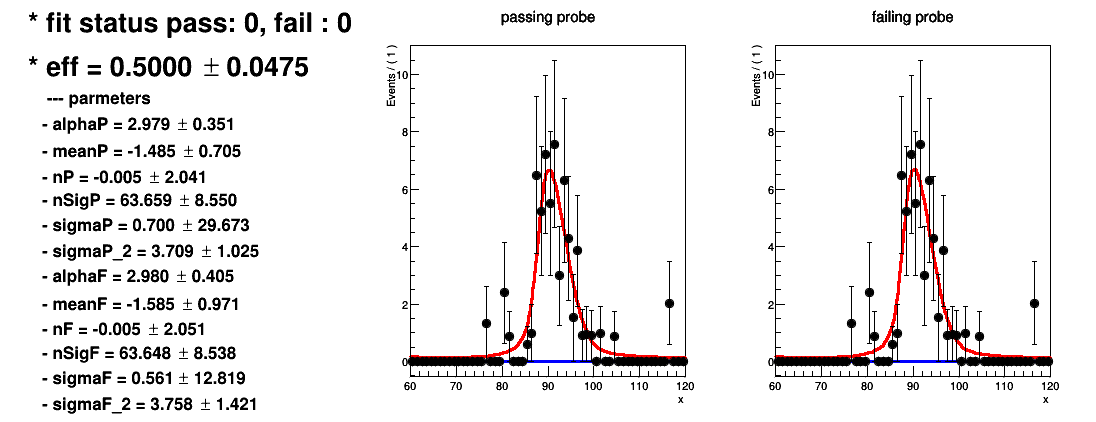 * fit status pass: 0, fail : 0
* eff = 0.5000 ± 0.0475
--- parmeters
- alphaP = 2.979 ± 0.351
- meanP = -1.485 ± 0.705
- nP = -0.005 ± 2.041
- nSigP = 63.659 ± 8.550
- sigmaP = 0.700 ± 29.673
- sigmaP_2 = 3.709 ± 1.025
- alphaF = 2.980 ± 0.405
- meanF = -1.585 ± 0.971
- nF = -0.005 ± 2.051
- nSigF = 63.648 ± 8.538
- sigmaF = 0.561 ± 12.819
- sigmaF_2 = 3.758 ± 1.421
passing probe
Events / ( 1 )
10
8
6
4
2
0
60 70 80 90 100 110 120
x
failing probe
Events / ( 1 )
10
8
6
4
2
0
60 70 80 90 100 110 120
x